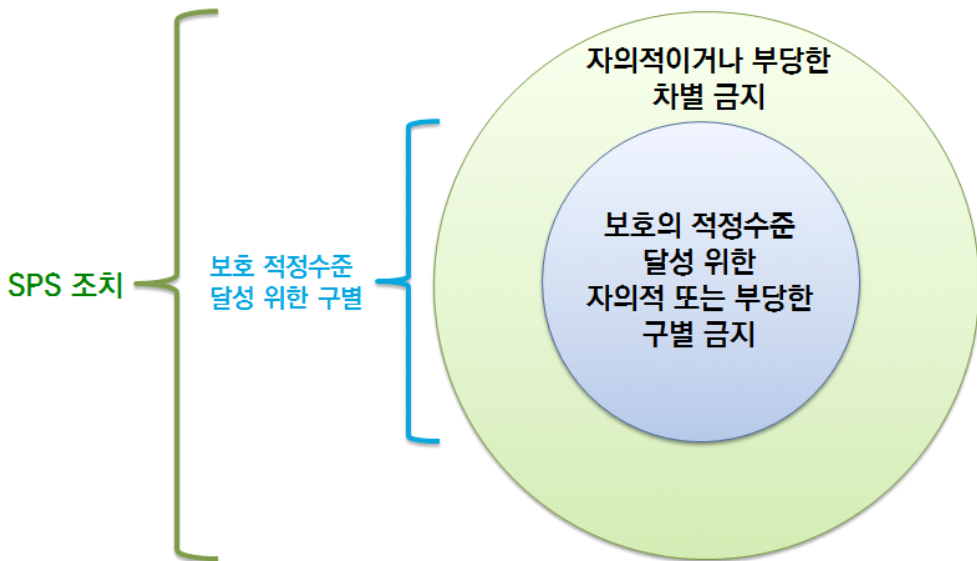 SPS 조치
보호 적정수준
달성 위한 구별
자의적이거나 부당한
차별 금지
보호의 적정수준
달성 위한
자의적 또는 부당한
구별 금지